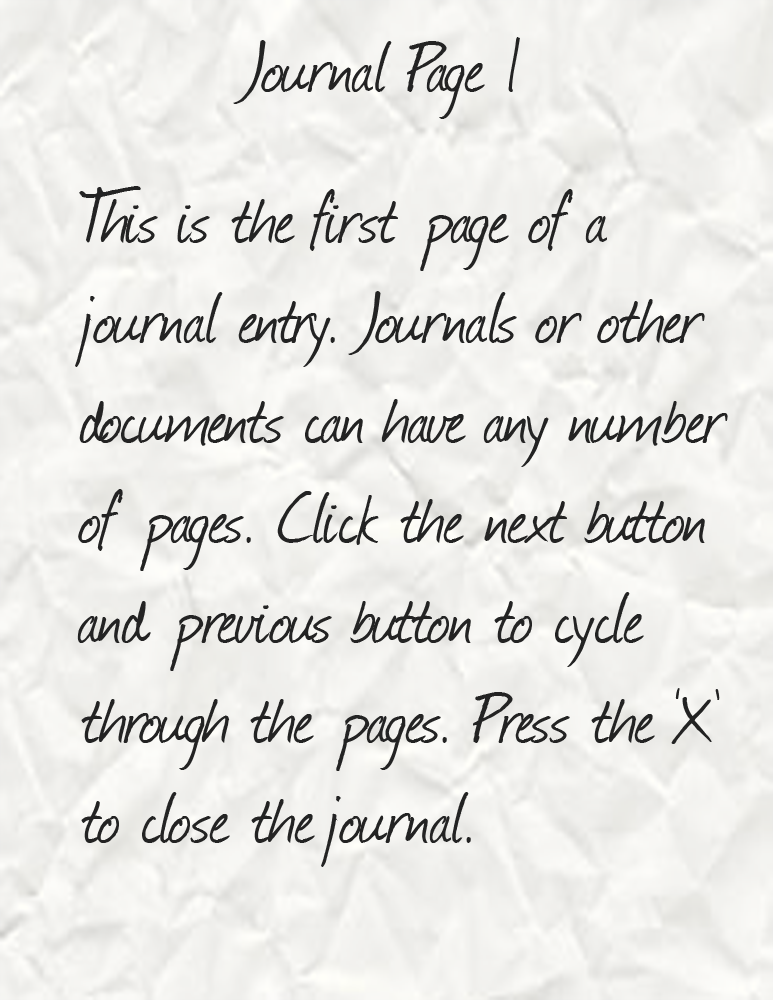 Journal Page 1
This is the first page of a
journal entry. Journals or other
documents can have any number
of pages. Click the next button
and previous button to cycle
through the pages. Press the 'X'
to close the journal.